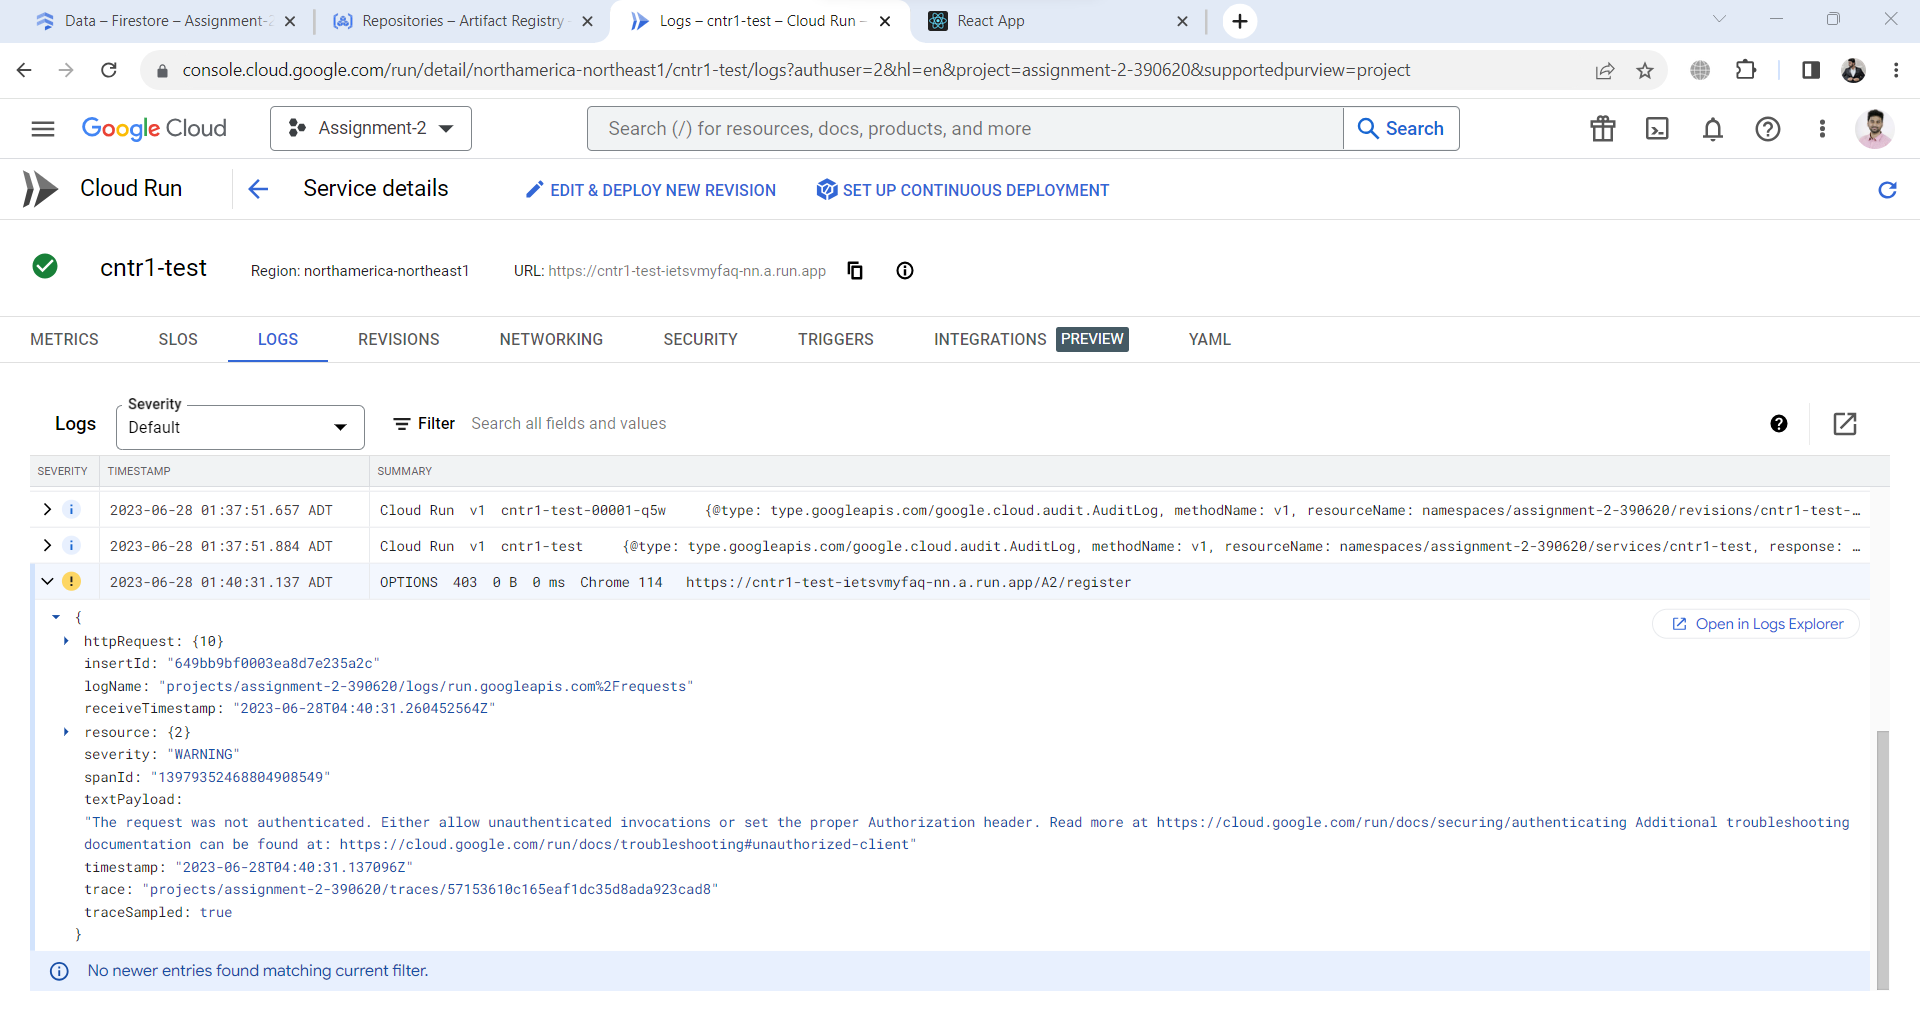 Data – Firestore – Assignment-2
Repositories – Artifact Registry –
Logs – cntr1-test – Cloud Run –
React App
console.cloud.google.com/run/detail/northamerica-northeast1/cntr1-test/logs?authuser=2&hl=en&project=assignment-2-390620&supportedpurview=project
Google Cloud
Assignment-2
Search (/) for resources, docs, products, and more
Search
Cloud Run
Service details
EDIT & DEPLOY NEW REVISION
SET UP CONTINUOUS DEPLOYMENT
cntr1-test
Region: northamerica-northeast1
URL: https://cntr1-test-ietsvmyfaq-nn.a.run.app
METRICS
SLOS
LOGS
REVISIONS
NETWORKING
SECURITY
TRIGGERS
INTEGRATIONS PREVIEW
YAML
Logs
Severity
Default
Filter
Search all fields and values
SEVERITY TIMESTAMP SUMMARY
2023-06-28 01:37:51.657 ADT Cloud Run v1 cntr1-test-00001-q5w {@type: type.googleapis.com/google.cloud.audit.AuditLog, methodName: v1, resourceName: namespaces/assignment-2-390620/revisions/cntr1-test-…
2023-06-28 01:37:51.884 ADT Cloud Run v1 cntr1-test {@type: type.googleapis.com/google.cloud.audit.AuditLog, methodName: v1, resourceName: namespaces/assignment-2-390620/services/cntr1-test, response: …
2023-06-28 01:40:31.137 ADT OPTIONS 403 0 B 0 ms Chrome 114 https://cntr1-test-ietsvmyfaq-nn.a.run.app/A2/register
{
Open in Logs Explorer
httpRequest: {10}
insertId: "649bb9bf0003ea8d7e235a2c"
logName: "projects/assignment-2-390620/logs/run.googleapis.com%2Frequests"
receiveTimestamp: "2023-06-28T04:40:31.260452564Z"
resource: {2}
severity: "WARNING"
spanId: "13979352468804908549"
textPayload:
"The request was not authenticated. Either allow unauthenticated invocations or set the proper Authorization header. Read more at https://cloud.google.com/run/docs/securing/authenticating Additional troubleshooting
documentation can be found at: https://cloud.google.com/run/docs/troubleshooting#unauthorized-client"
timestamp: "2023-06-28T04:40:31.137096Z"
trace: "projects/assignment-2-390620/traces/57153610c165eaf1dc35d8ada923cad8"
traceSampled: true
}
No newer entries found matching current filter.